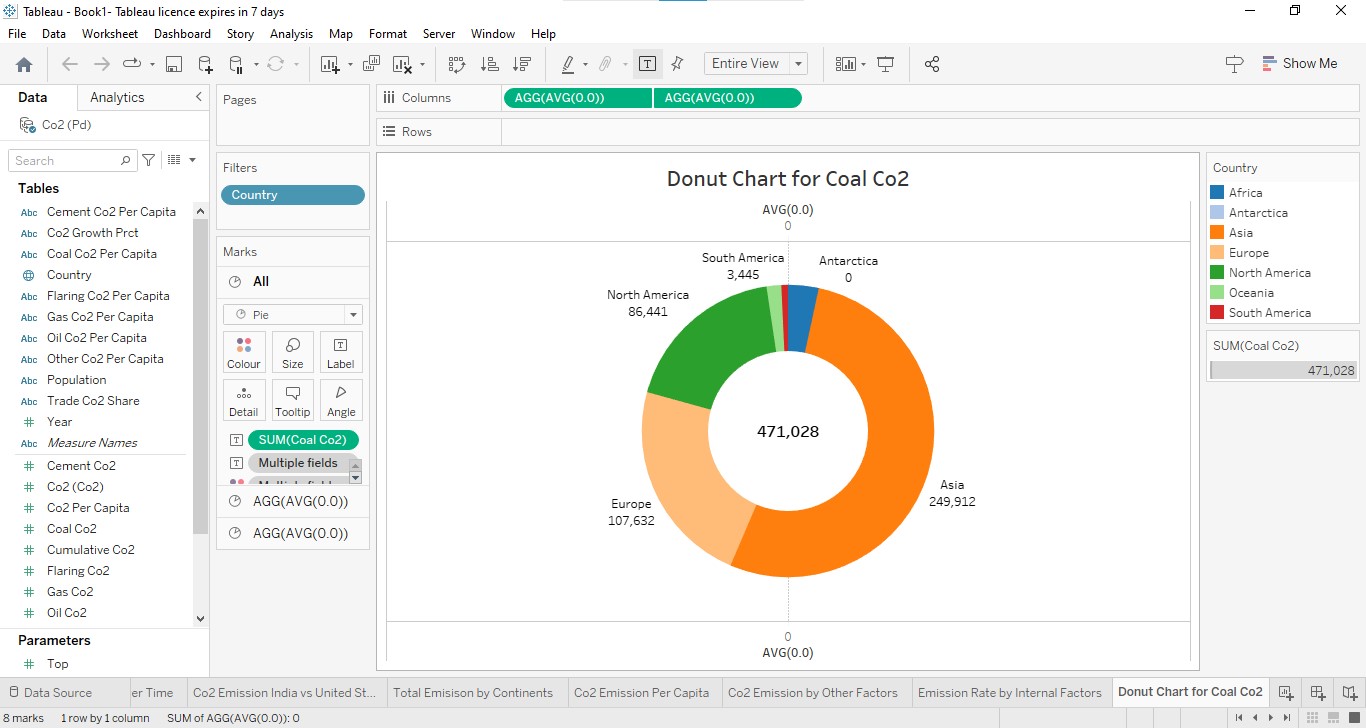 Tableau - Book1- Tableau licence expires in 7 days
File Data Worksheet Dashboard Story Analysis Map Format Server Window Help
Entire View
Show Me
Data Analytics
Co2 (Pd)
Search
Tables
Abc Cement Co2 Per Capita
Abc Co2 Growth Prct
Abc Coal Co2 Per Capita
Country
Abc Flaring Co2 Per Capita
Abc Gas Co2 Per Capita
Abc Oil Co2 Per Capita
Abc Other Co2 Per Capita
Abc Population
Abc Trade Co2 Share
# Year
Abc Measure Names
# Cement Co2
# Co2 (Co2)
# Co2 Per Capita
# Coal Co2
# Cumulative Co2
# Flaring Co2
# Gas Co2
# Oil Co2
Parameters
# Top
Pages
Filters
Country
Marks
All
Pie
Colour Size Label
Detail Tooltip Angle
SUM(Coal Co2)
Multiple fields
AGG(AVG(0.0))
AGG(AVG(0.0))
Columns AGG(AVG(0.0)) AGG(AVG(0.0))
Rows
Donut Chart for Coal Co2
AVG(0.0)
0
South America
3,445
Antarctica
0
North America
86,441
471,028
Asia
249,912
Europe
107,632
0
AVG(0.0)
Country
Africa
Antarctica
Asia
Europe
North America
Oceania
South America
SUM(Coal Co2)
471,028
Data Source er Time Co2 Emission India vs United St... Total Emisision by Continents Co2 Emission Per Capita Co2 Emission by Other Factors Emission Rate by Internal Factors Donut Chart for Coal Co2
8 marks 1 row by 1 column SUM of AGG(AVG(0.0)): 0